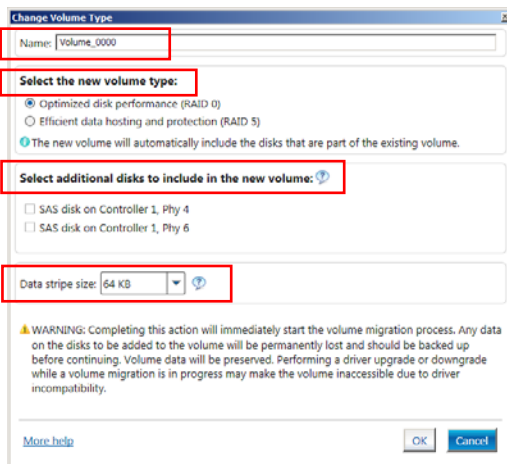 Change Volume Type
Name: Volume_0000
Select the new volume type:
Optimized disk performance (RAID 0)
Efficient data hosting and protection (RAID 5)
The new volume will automatically include the disks that are part of the existing volume.
Select additional disks to include in the new volume:
SAS disk on Controller 1, Phy 4
SAS disk on Controller 1, Phy 6
Data stripe size: 64 KB
WARNING: Completing this action will immediately start the volume migration process. Any data
on the disks to be added to the volume will be permanently lost and should be backed up
before continuing. Volume data will be preserved. Performing a driver upgrade or downgrade
while a volume migration is in progress may make the volume inaccessible due to driver
incompatibility.
More help OK Cancel